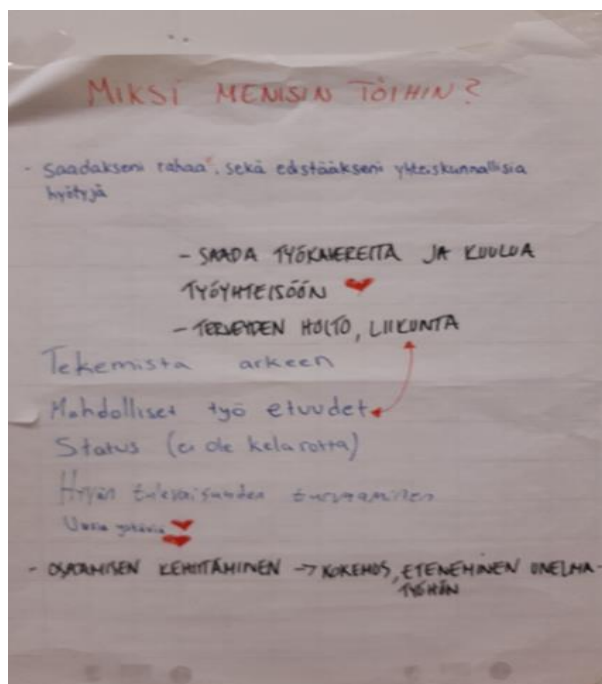 MIKSI MENISIN TÖIHIN?
- Saadakseni rahaa, sekä edistääkseni yhteiskunnallisia
hyötyjä
- SAADA TYÖKAVEREITA JA KUULUA
TYÖYHTEISÖÖN
- TERVEYDEN HOITO, LIIKUNTA
Tekemistä arkeen
Mahdolliset työ etuudet
Status (ei ole kelarotta)
Hyvän tulevaisuuden turvaaminen
Uusia ystäviä
- OSAAMISEN KEHITTÄMINEN → KOKEMUS, ETENEMINEN UNELMA-
TYÖHÖN